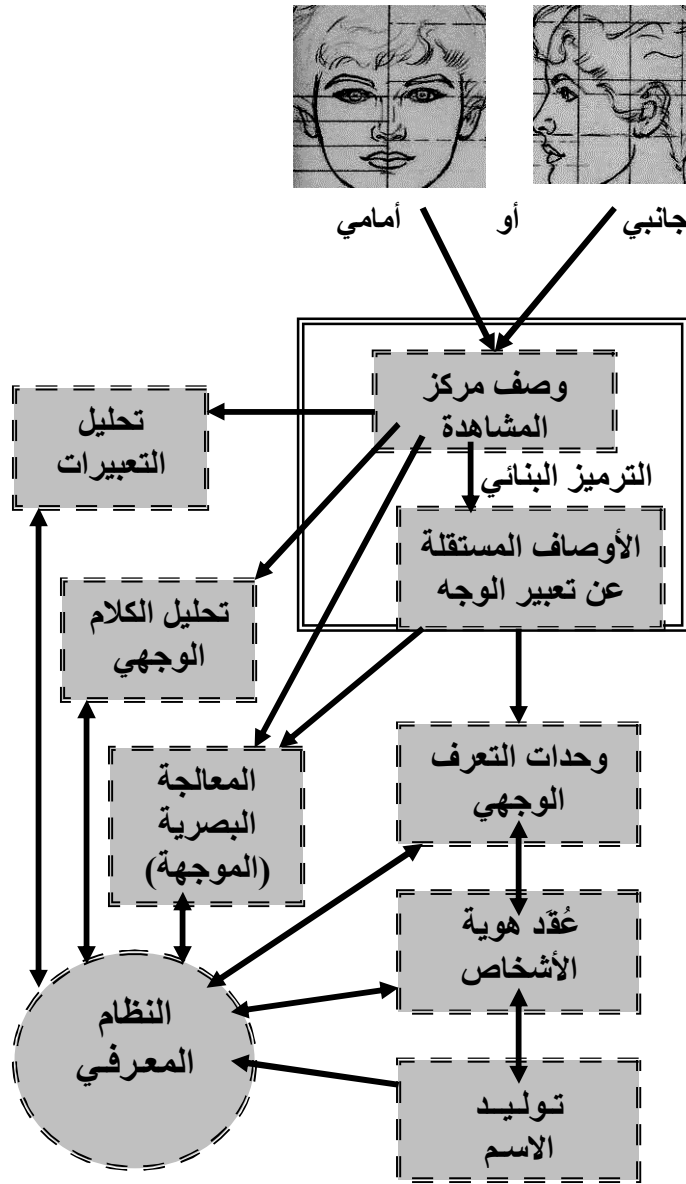 جانبي
أو
أمامي
وصف مركز
المشاهدة
تحليل
التعبيرات
الترميز البنائي
الأوصاف المستقلة
عن تعبير الوجه
تحليل الكلام
الوجهي
وحدات التعرف
الوجهي
المعالجة
البصرية
(الموجهة)
عُقَد هوية
الأشخاص
النظام
المعرفي
توليد
الاسم